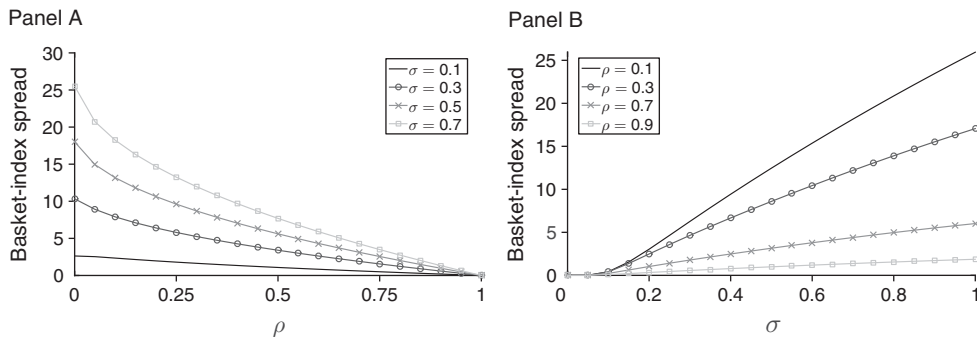 Panel A
Basket-index spread
30
25
20
15
10
5
0
0
0.25
0.5
0.75
1
ρ
σ = 0.1
σ = 0.3
σ = 0.5
σ = 0.7
Panel B
Basket-index spread
25
20
15
10
5
0
0
0.2
0.4
0.6
0.8
1
σ
ρ = 0.1
ρ = 0.3
ρ = 0.7
ρ = 0.9